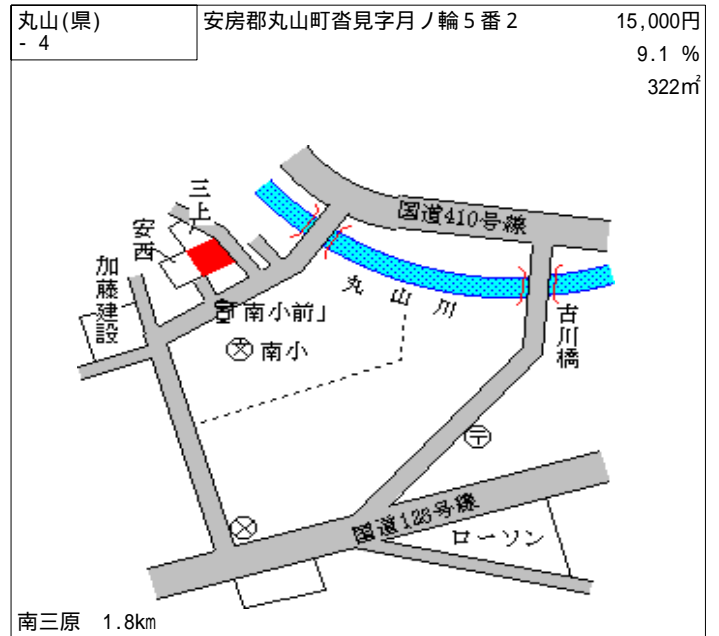 丸山(県)
- 4
安房郡丸山町沓見字月ノ輪５番２
15,000円
9.1 %
322㎡
三上
安西
加藤建設
国道410号線
丸山川
「南小前」
南小
古川橋
国道128号線
ローソン
南三原 1.8km